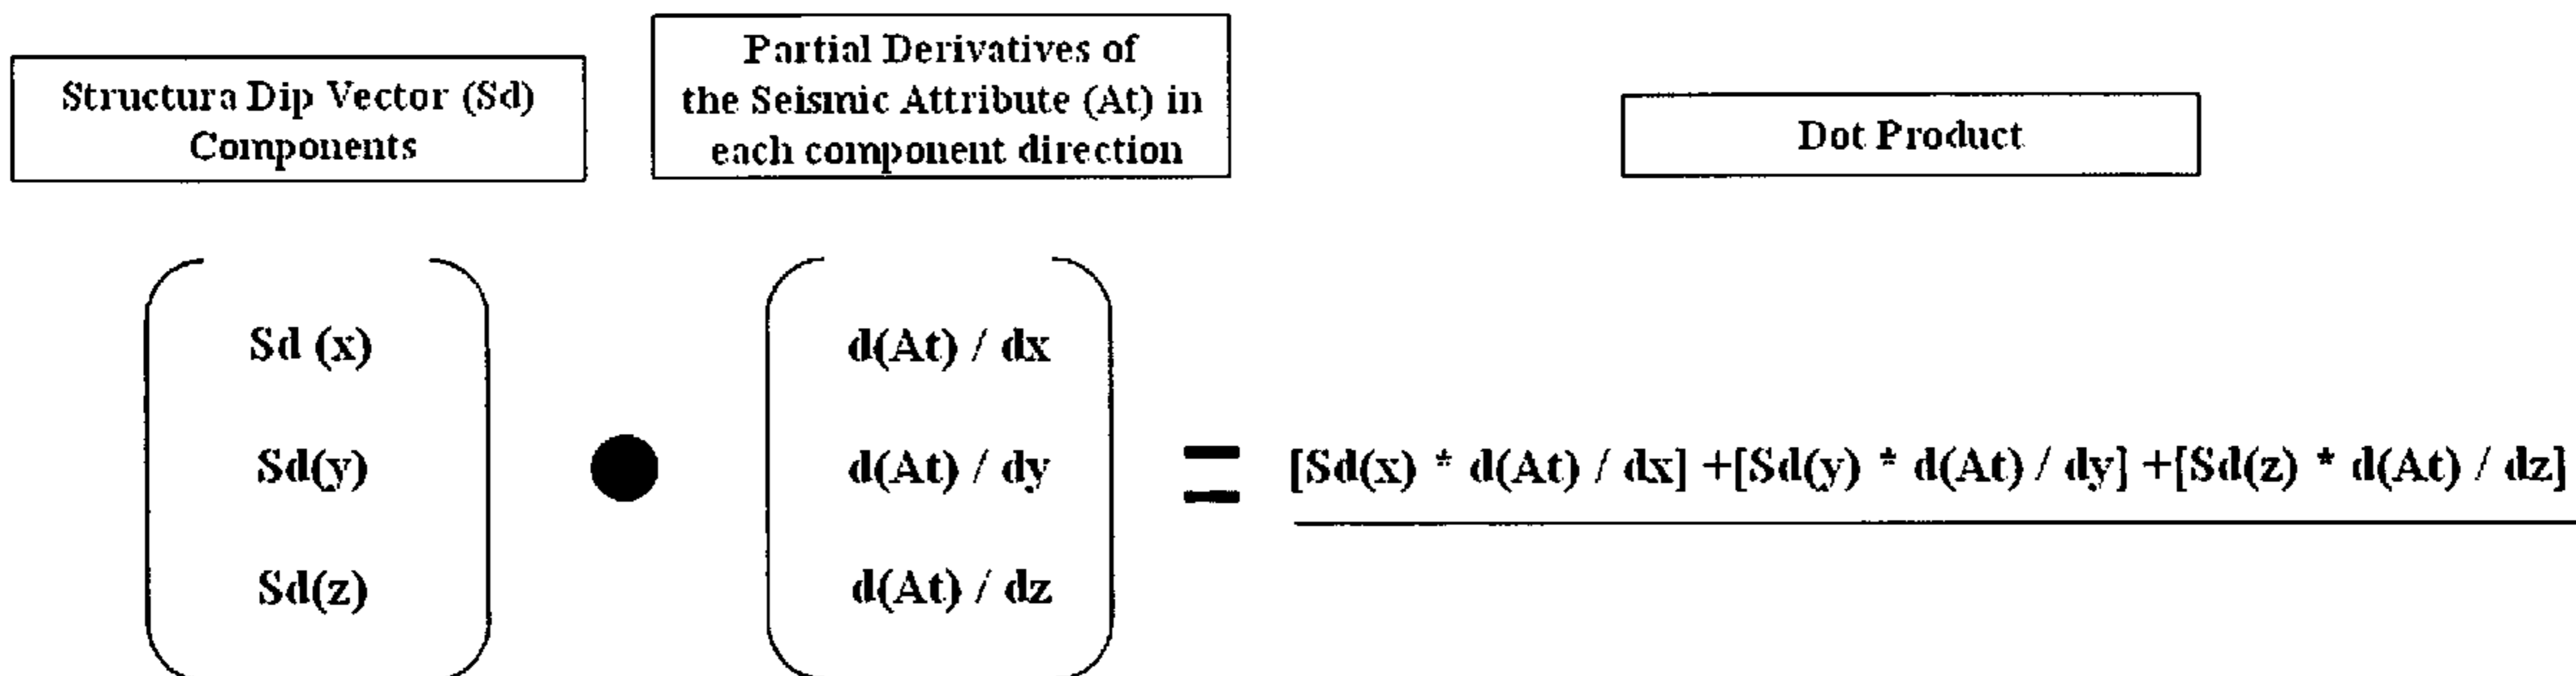 Structura Dip Vector (Sd)
Components
Partial Derivatives of
the Seismic Attribute (At) in
each component direction
Dot Product
Sd (x)
Sd(y)
Sd(z)
d(At) / dx
d(At) / dy
d(At) / dz
= [Sd(x) * d(At) / dx] +[Sd(y) * d(At) / dy] +[Sd(z) * d(At) / dz]